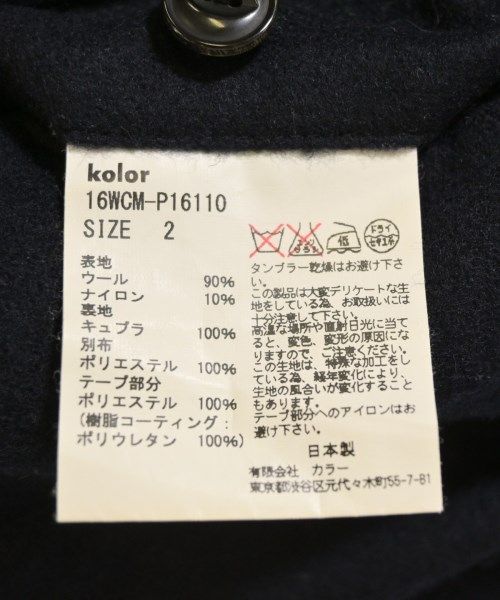 kolor
16WCM-P16110
SIZE 2
表地
ウール 90%
ナイロン 10%
裏地
キュプラ 100%
別布
ポリエステル 100%
テープ部分
ポリエステル 100%
(樹脂コーティング:
ポリウレタン 100%)
ドライ
セキユ系
タンブラー乾燥はお避け下さ
い。
この製品は大変デリケートな生
地をしている為、お取扱いには
十分注意して下さい。
高温な場所や直射日光に当て
ると、変色、変形の原因にな
りますので、ご注意ください。
この生地は、特殊な加工をし
ている為、経年変化により、
生地の風合いが変化すること
もあります。
テープ部分へのアイロンはお
避け下さい。
日本製
有限会社 カラー
東京都渋谷区元代々木町55-7-B1